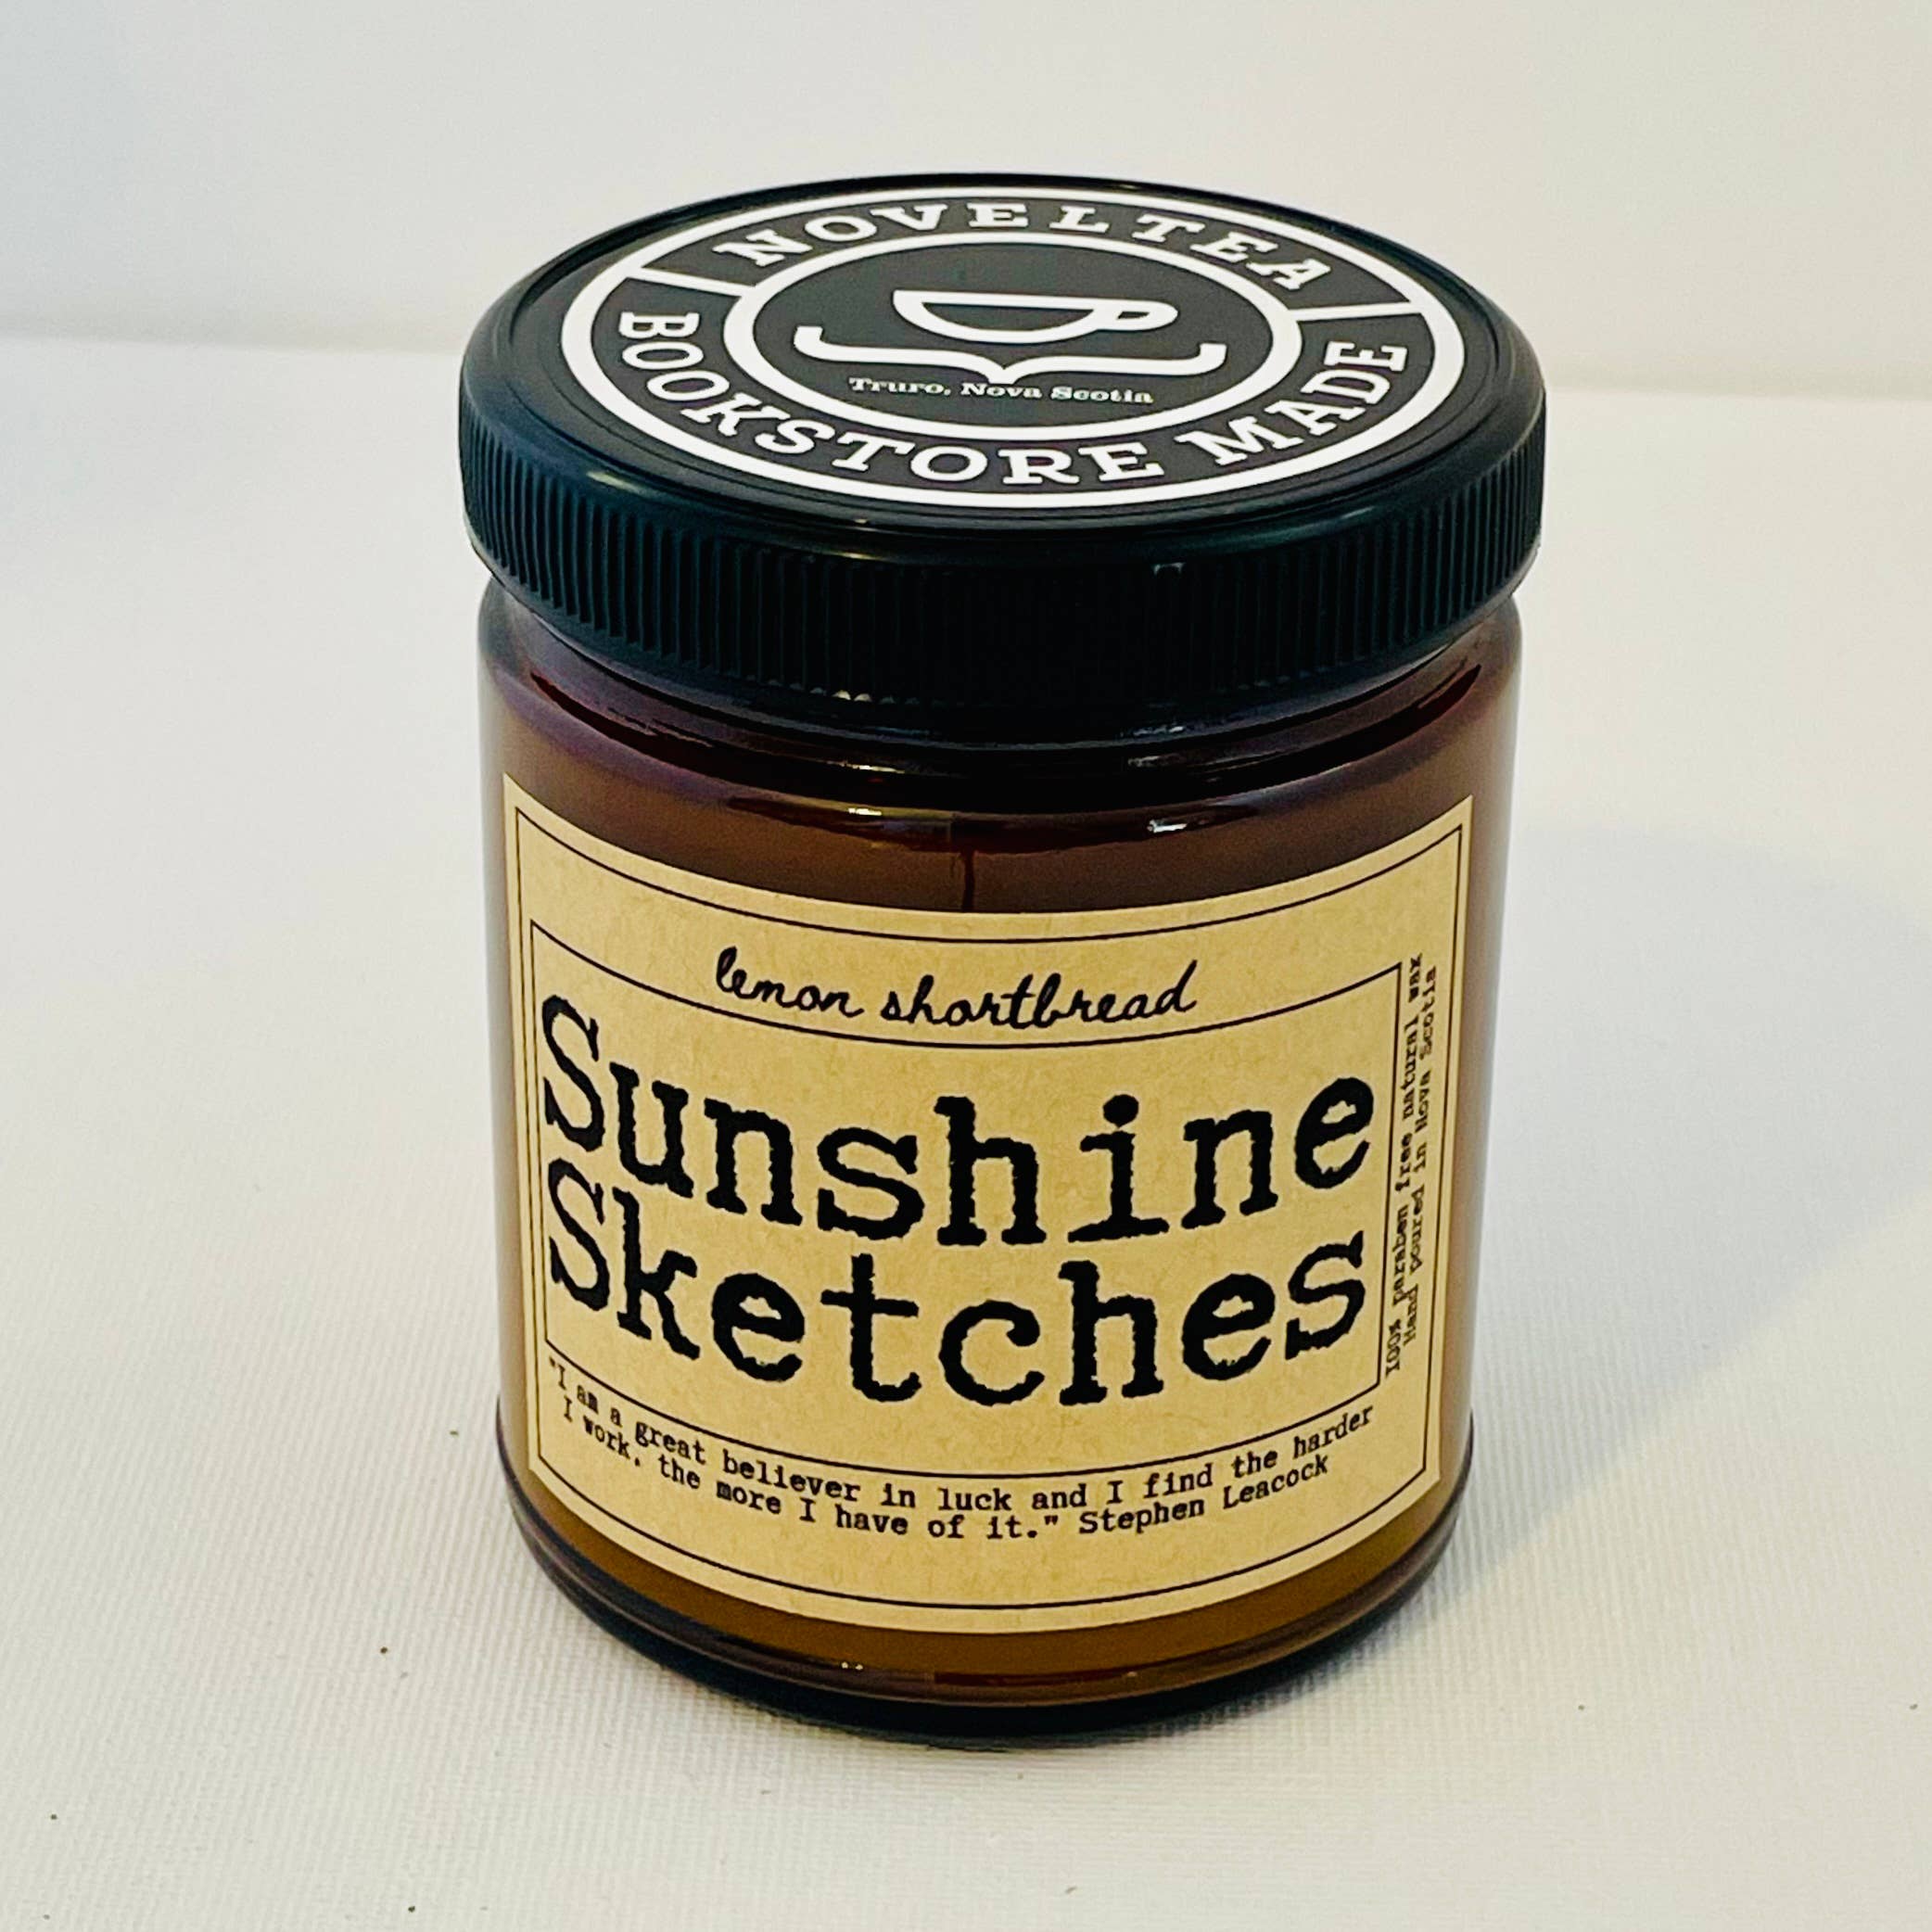 NOVELTEA
Truro, Nova Scotia
BOOKSTORE MADE
lemon shortbread
Sunshine
Sketches
100% paraben free natural wax
Hand poured in Nova Scotia
"I am a great believer in luck and I find the harder
I work, the more I have of it." Stephen Leacock